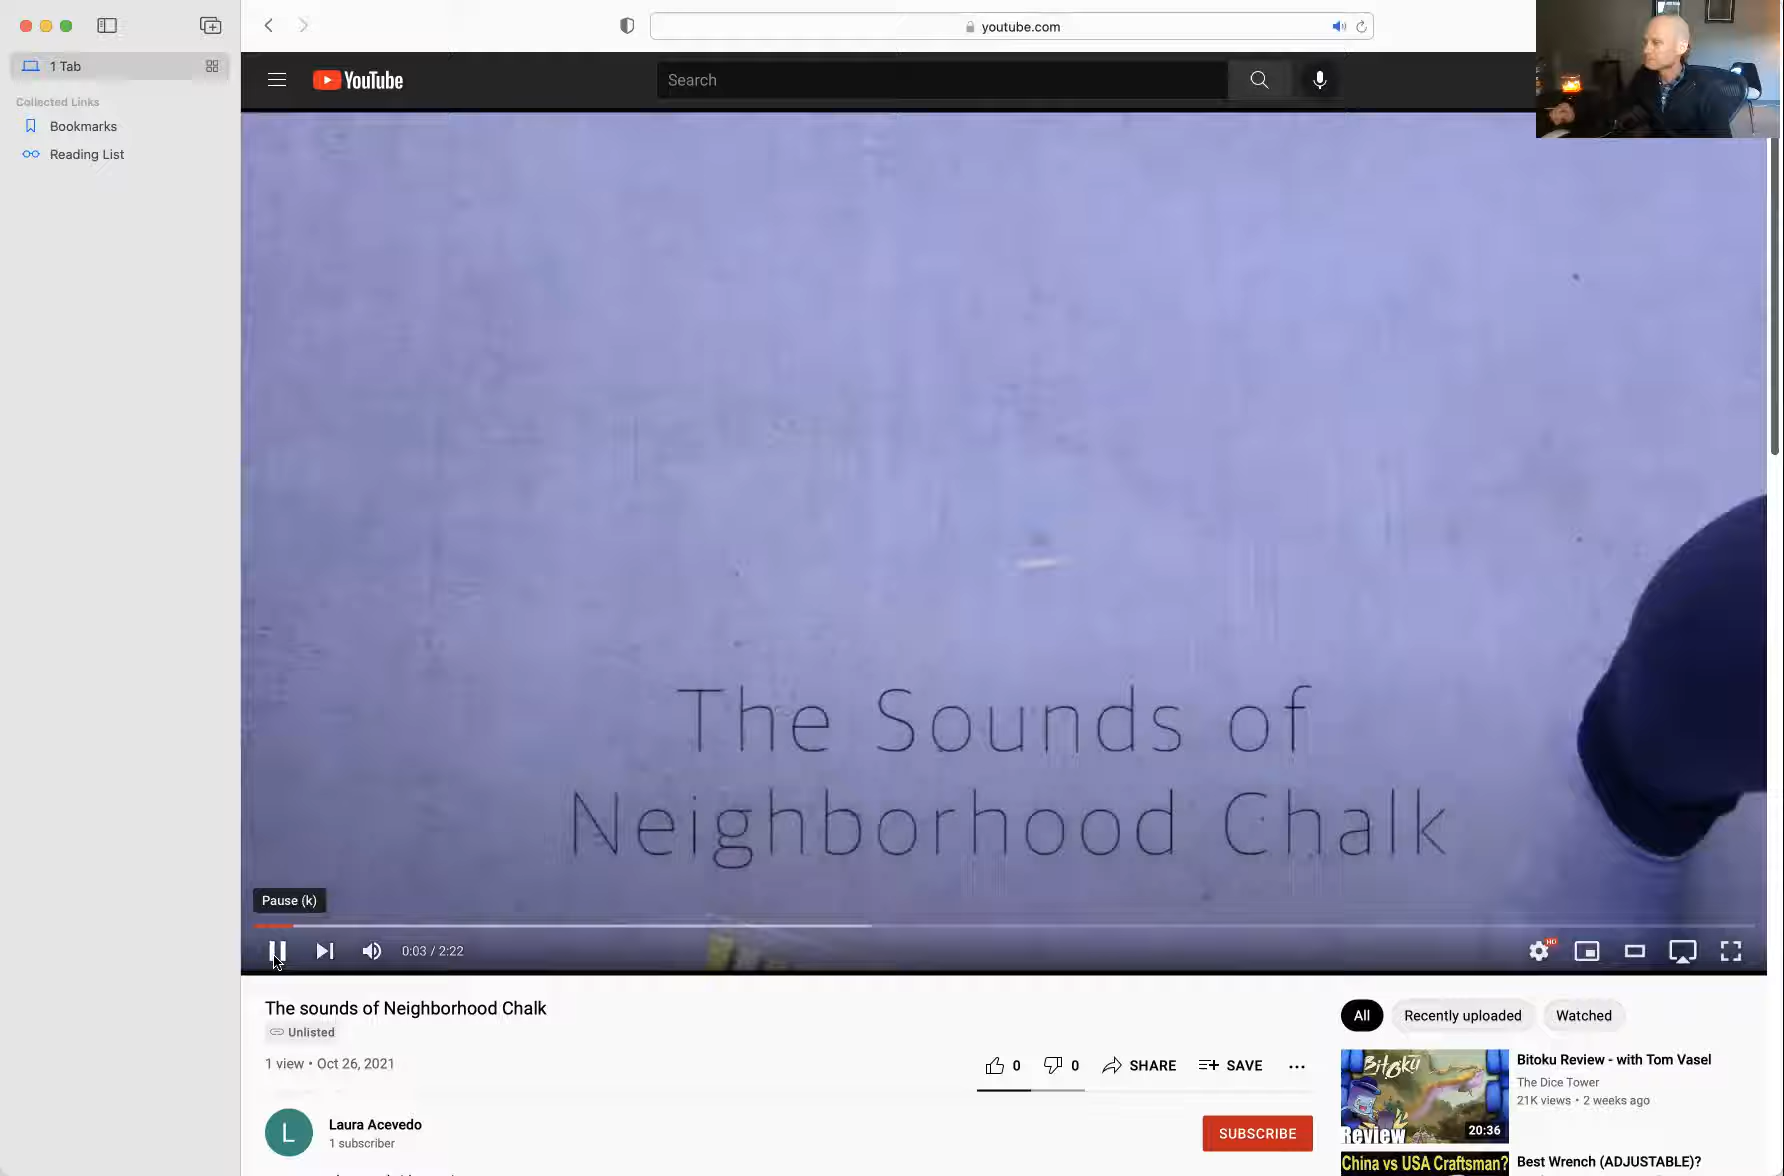 youtube.com
1 Tab
Collected Links
Bookmarks
Reading List
YouTube
Search
The Sounds of
Neighborhood Chalk
Pause (k)
0:03 / 2:22
HD
The sounds of Neighborhood Chalk
Unlisted
1 view • Oct 26, 2021
0
0
SHARE
SAVE
L
Laura Acevedo
1 subscriber
SUBSCRIBE
All
Recently uploaded
Watched
Bitoku
Review
20:36
Bitoku Review - with Tom Vasel
The Dice Tower
21K views • 2 weeks ago
China vs USA Craftsman?
Best Wrench (ADJUSTABLE)?